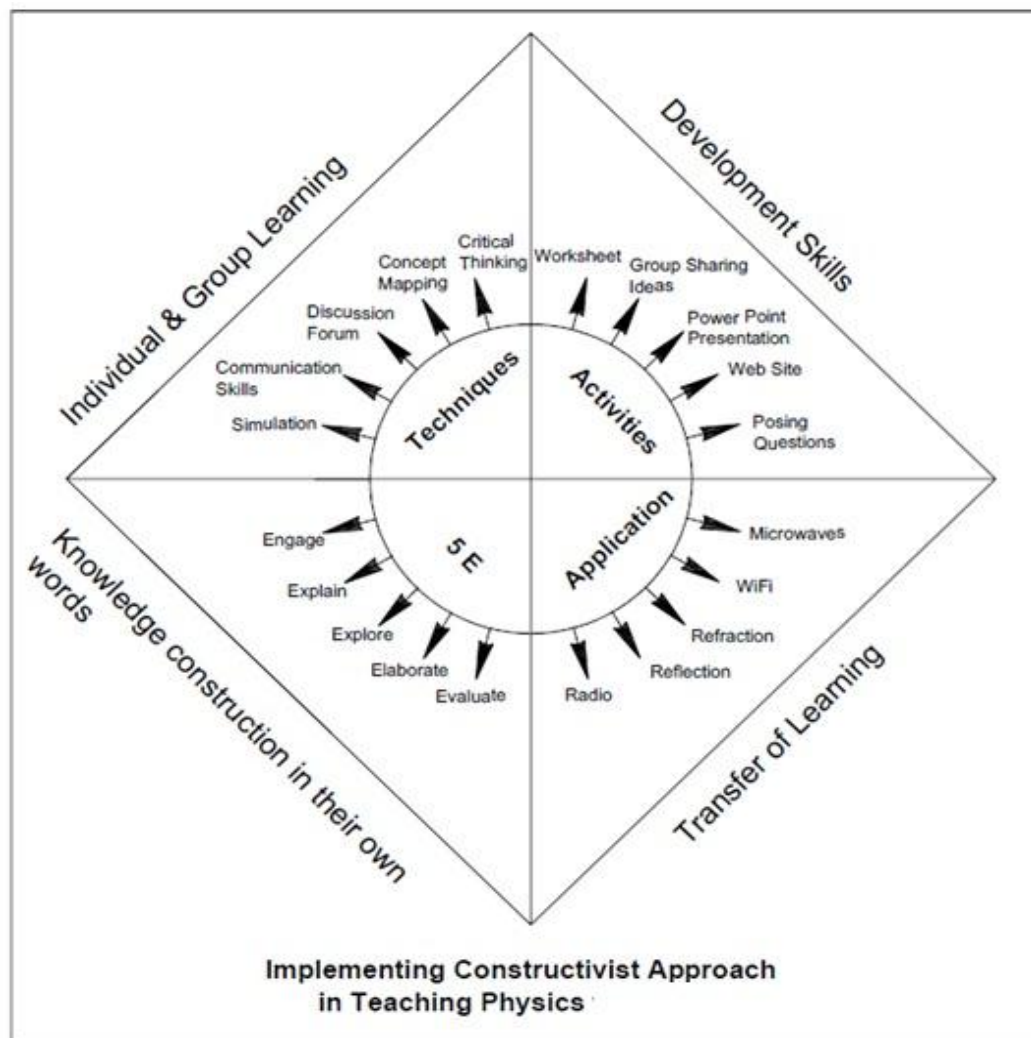 Individual & Group Learning
Development Skills
Critical
Thinking
Concept
Mapping
Discussion
Forum
Communication
Skills
Simulation
Techniques
Worksheet
Group Sharing
Ideas
Power Point
Presentation
Web Site
Posing
Questions
Activities
5 E
Engage
Explain
Explore
Elaborate
Evaluate
Application
Microwaves
WiFi
Refraction
Reflection
Radio
Knowledge construction in their own
words
Transfer of Learning
Implementing Constructivist Approach
in Teaching Physics